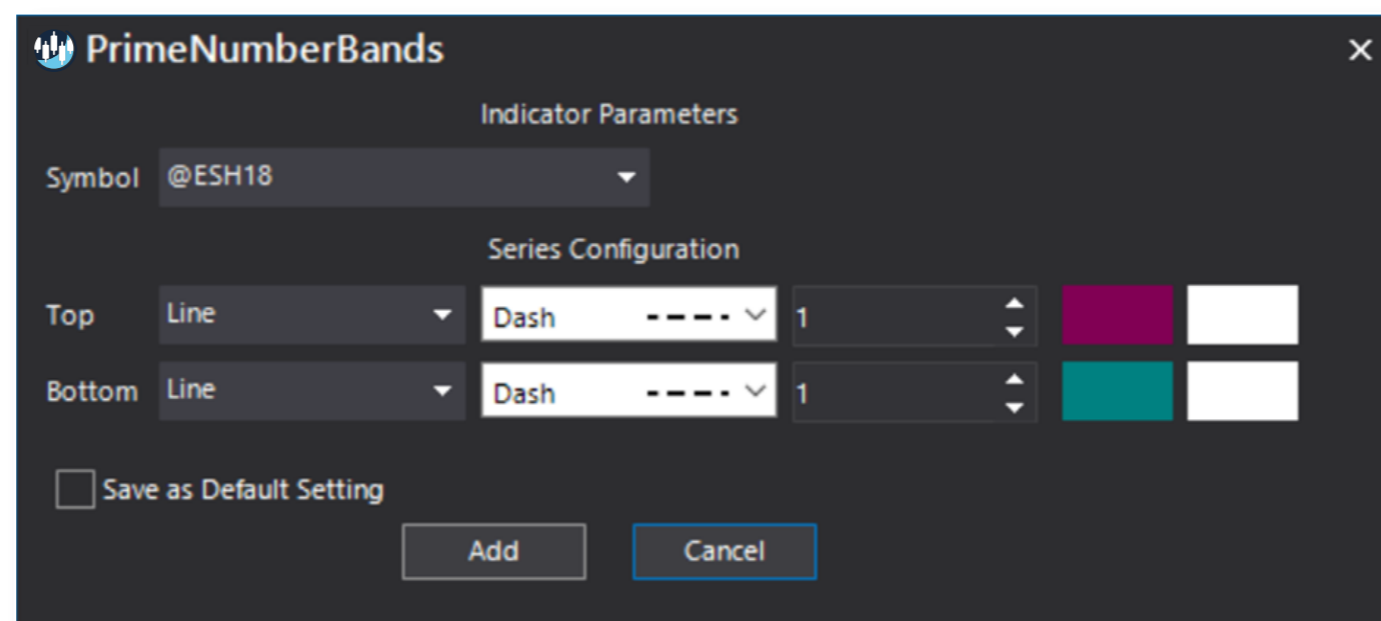 PrimeNumberBands
Indicator Parameters
Symbol @ESH18
Series Configuration
Top Line Dash 1
Bottom Line Dash 1
Save as Default Setting
Add Cancel